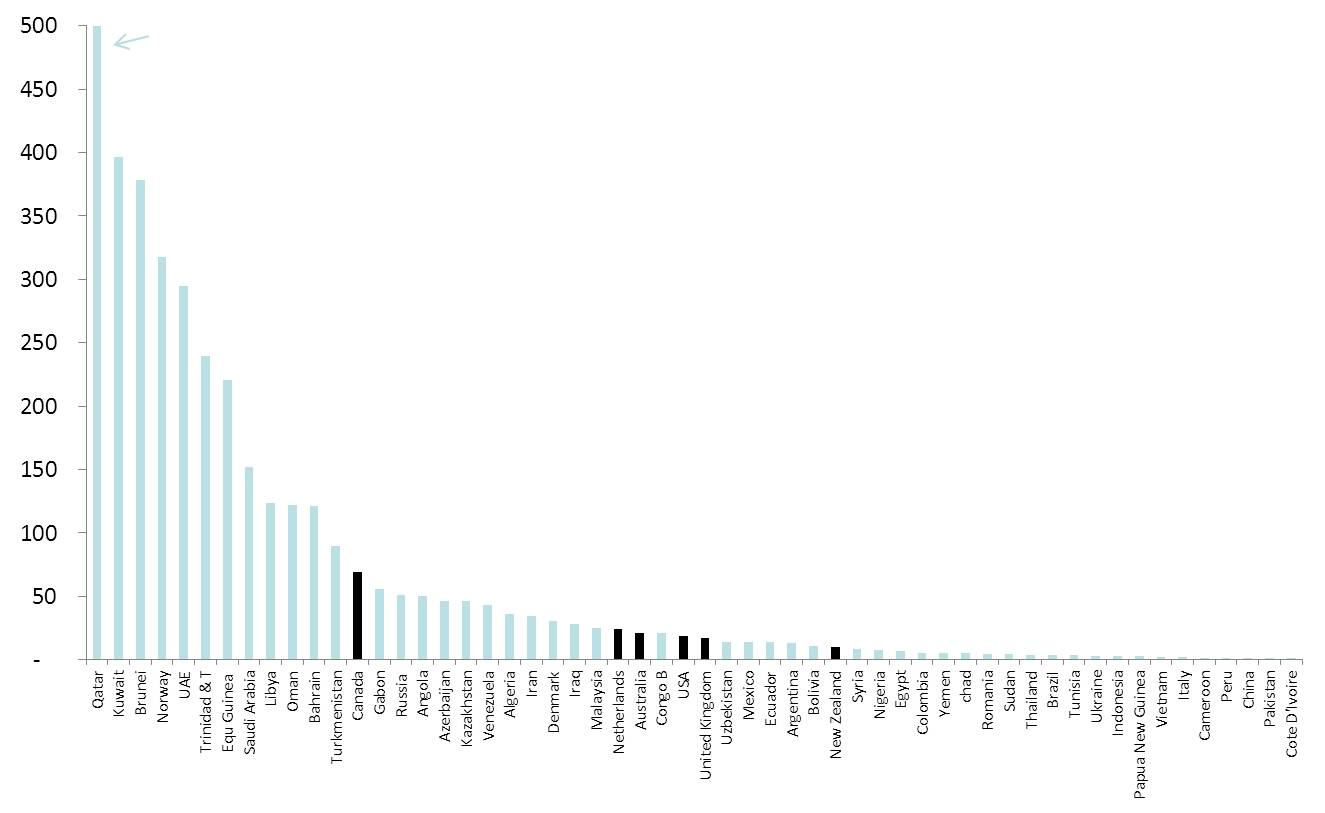 500
450
400
350
300
250
200
150
100
50
-
Qatar
Kuwait
Brunei
Norway
UAE
Trinidad & T
Equ Guinea
Saudi Arabia
Libya
Oman
Bahrain
Turkmenistan
Canada
Gabon
Russia
Angola
Azerbaijan
Kazakhstan
Venezuela
Algeria
Iran
Denmark
Iraq
Malaysia
Netherlands
Australia
Congo B
USA
United Kingdom
Uzbekistan
Mexico
Ecuador
Argentina
Bolivia
New Zealand
Syria
Nigeria
Egypt
Colombia
Yemen
chad
Romania
Sudan
Thailand
Brazil
Tunisia
Ukraine
Indonesia
Papua New Guinea
Vietnam
Italy
Cameroon
Peru
China
Pakistan
Cote D'Ivoire